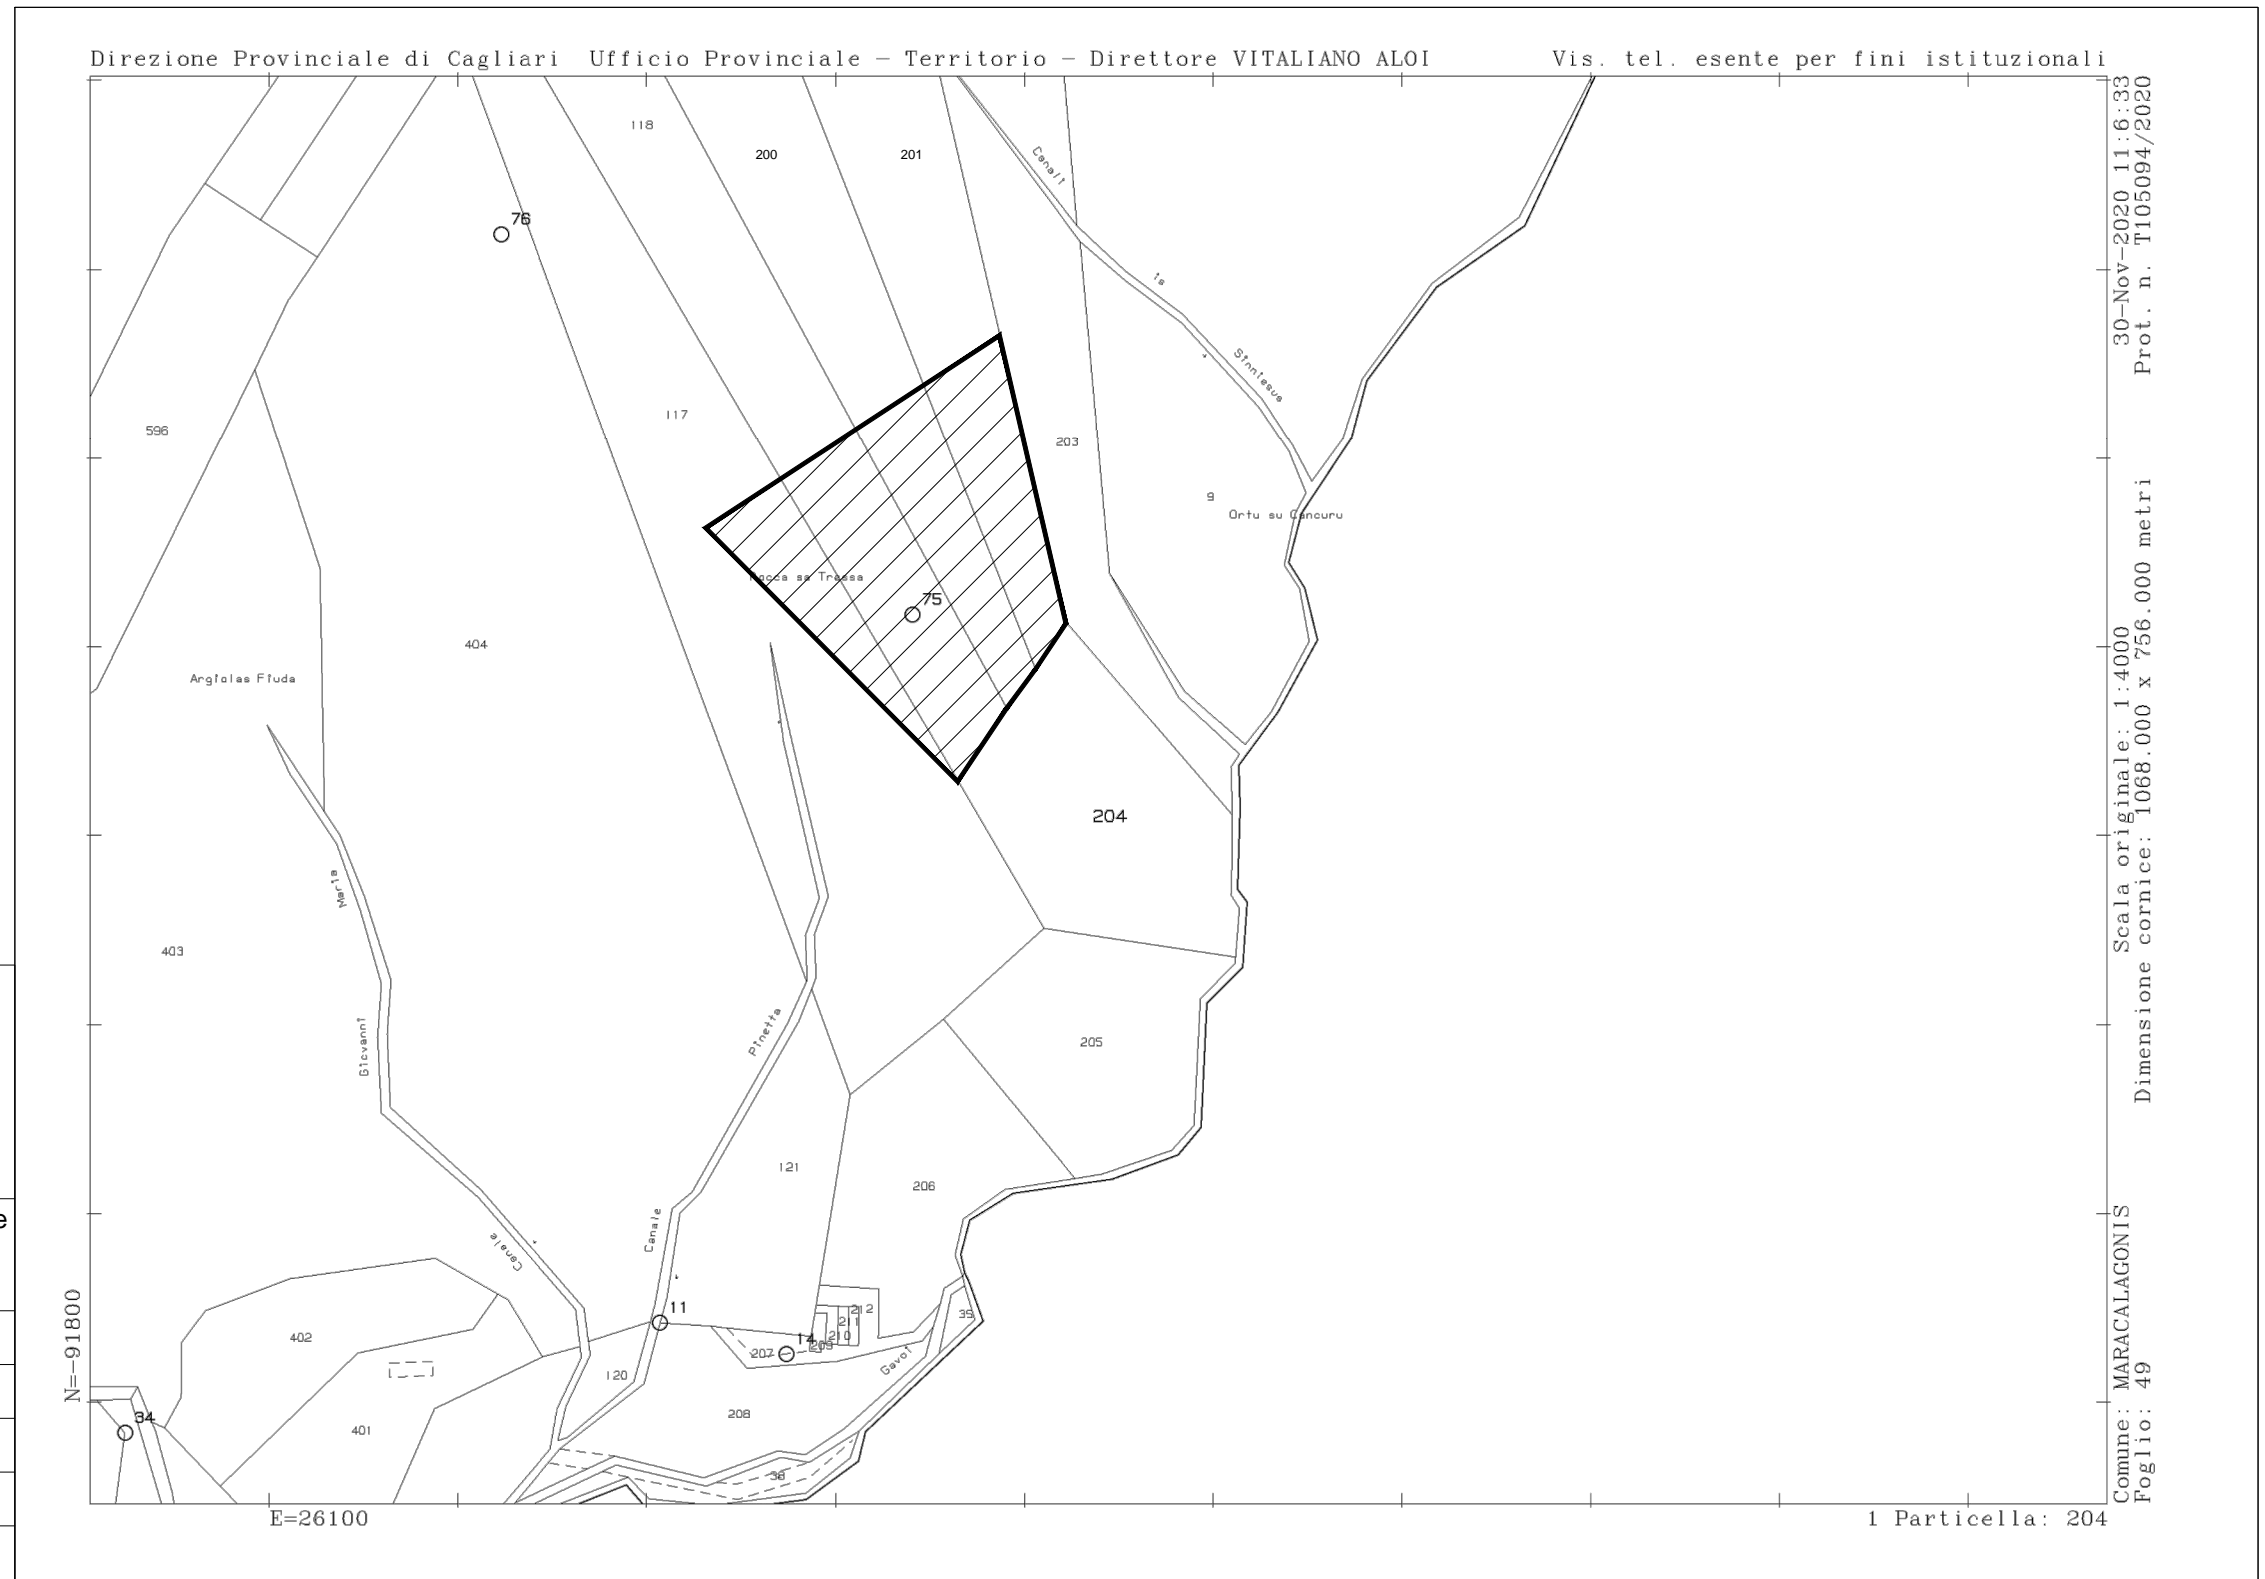 Direzione Provinciale di Cagliari Ufficio Provinciale - Territorio - Direttore VITALIANO ALOI
Vis. tel. esente per fini istituzionali
118
200
201
Canali
76
Is
Sinniesus
596
117
203
9
Ortu su Cancuru
Rocca sa Trassa
75
404
Argiolas Fiuda
204
Maria
403
Giovanni
Pinetta
205
121
206
Canale
Canale
11
212
35
211
14
210
402
209
207
Gavoi
120
34
208
401
38
N=-91800
E=26100
1 Particella: 204
30-Nov-2020 11:6:33
Prot. n. T105094/2020
Scala originale: 1:4000
Dimensione cornice: 1068.000 x 756.000 metri
Comune: MARACALAGONIS
Foglio: 49
e